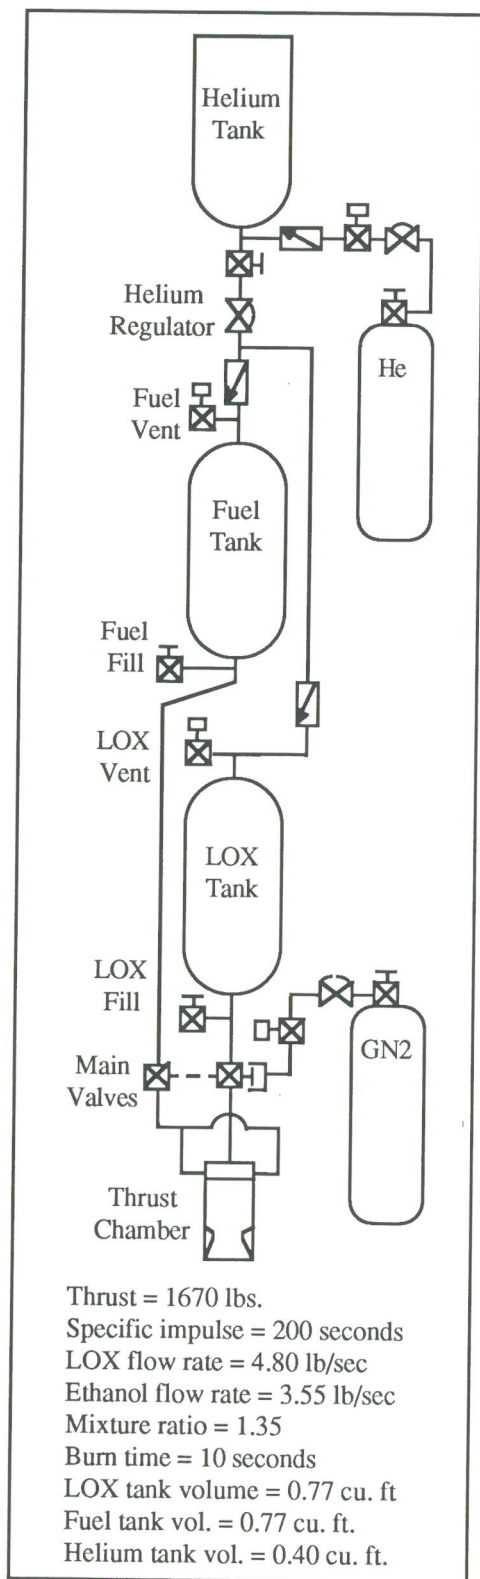 Helium
Tank
Helium
Regulator
He
Fuel
Vent
Fuel
Tank
Fuel
Fill
LOX
Vent
LOX
Tank
LOX
Fill
GN2
Main
Valves
Thrust
Chamber
Thrust = 1670 lbs.
Specific impulse = 200 seconds
LOX flow rate = 4.80 lb/sec
Ethanol flow rate = 3.55 lb/sec
Mixture ratio = 1.35
Burn time = 10 seconds
LOX tank volume = 0.77 cu. ft
Fuel tank vol. = 0.77 cu. ft.
Helium tank vol. = 0.40 cu. ft.